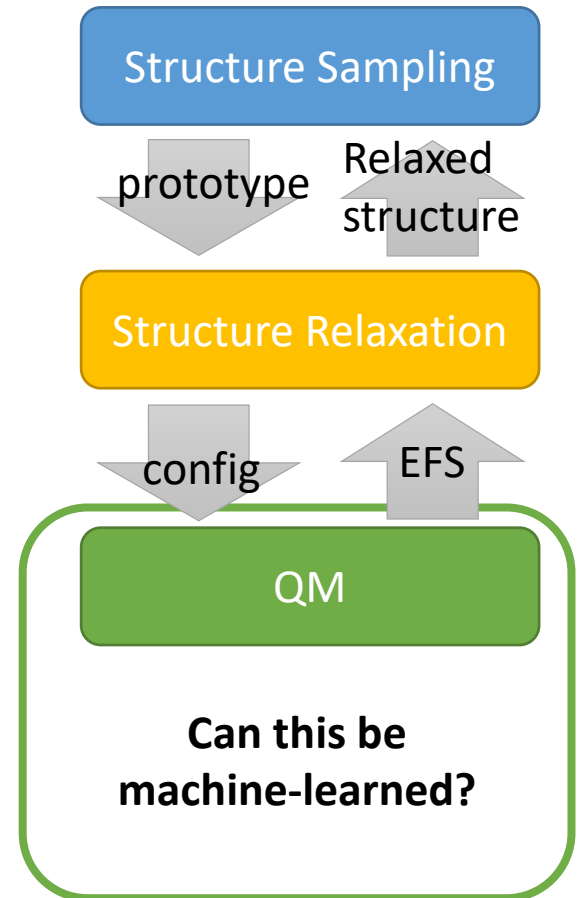 Structure Sampling
prototype
Relaxed
structure
Structure Relaxation
config
EFS
QM
Can this be
machine-learned?